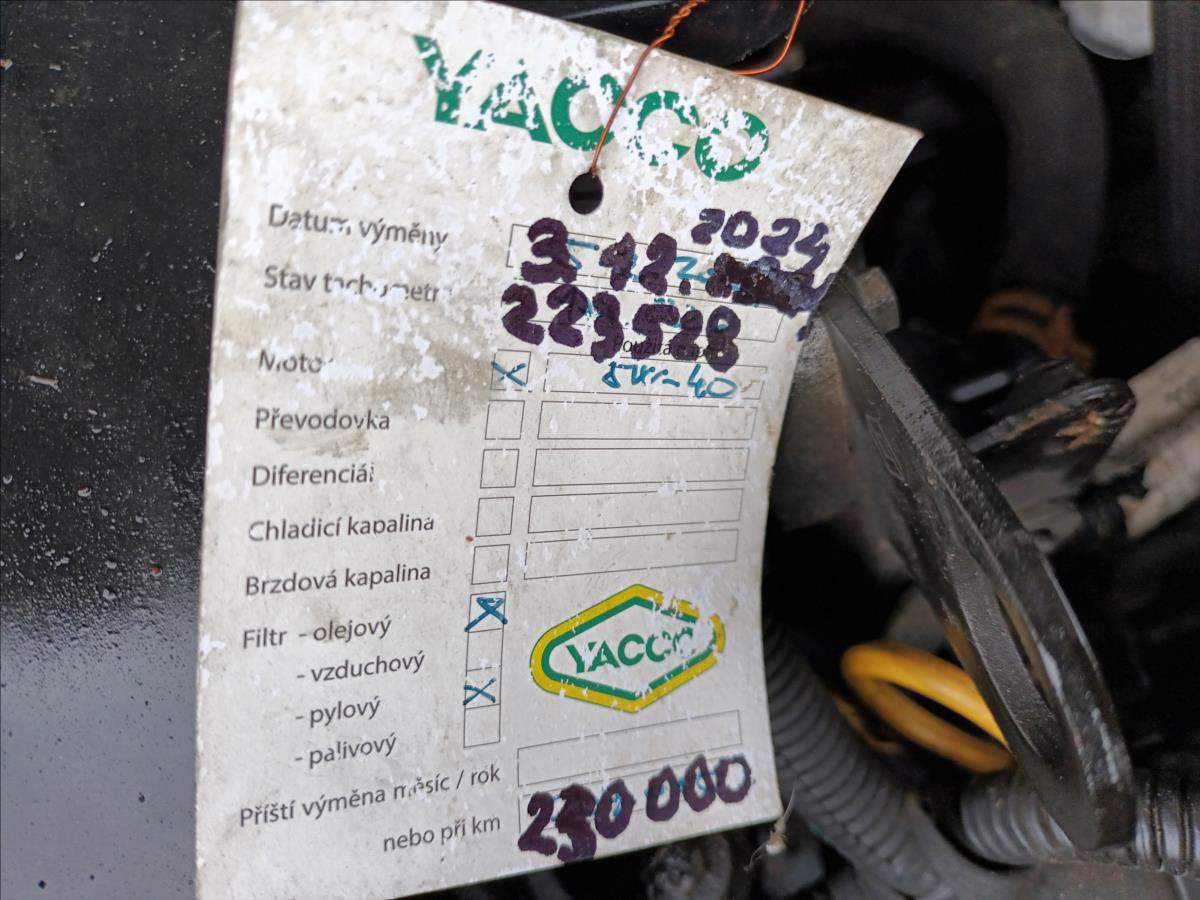 YACCO
Datum výměny 3.12. 2024
Stav tachometr 223528
Motor X 5W-40
Převodovka
Diferenciál
Chladicí kapalina
Brzdová kapalina
Filtr - olejový X
- vzduchový
- pylový X
- palivový
YACCO
Příští výměna měsíc / rok
nebo při km 230 000